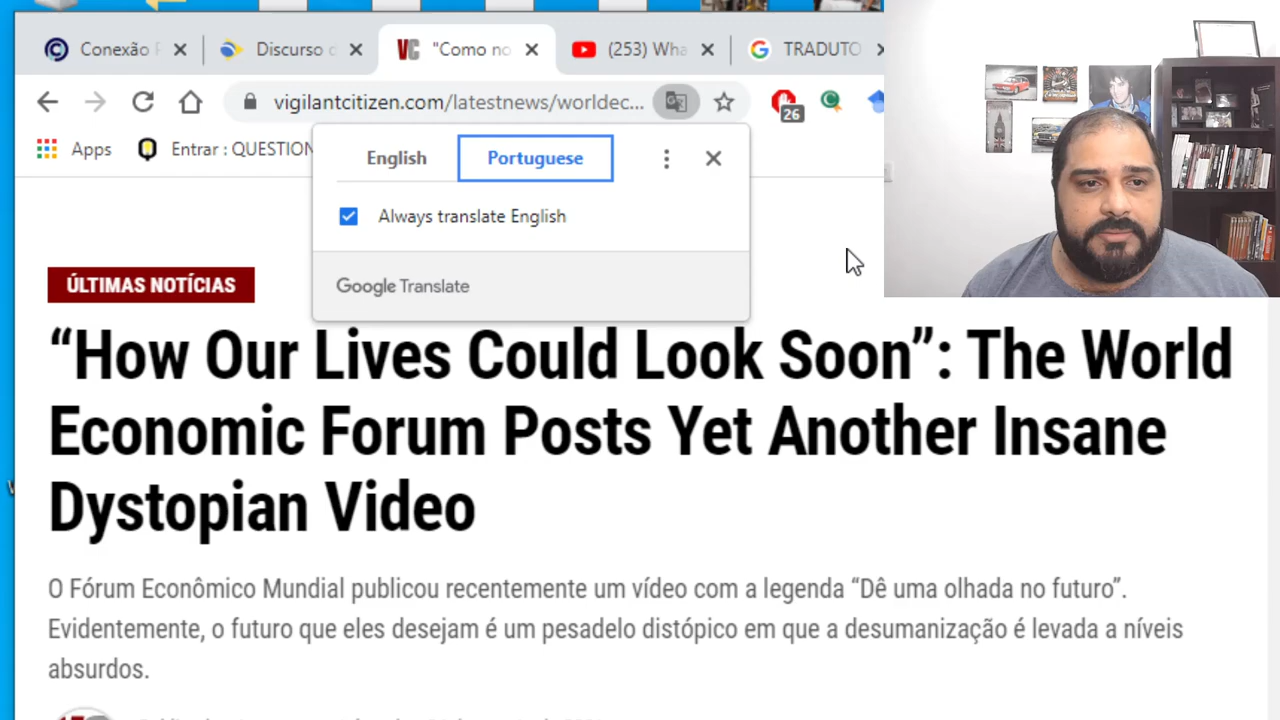 Conexão
Discurso
VC "Como no
(253) Wha
TRADUTO
vigilantcitizen.com/latestnews/worldec...
26
Apps
Entrar : QUESTION
English
Portuguese
Always translate English
Google Translate
ÚLTIMAS NOTÍCIAS
“How Our Lives Could Look Soon”: The World
Economic Forum Posts Yet Another Insane
Dystopian Video
O Fórum Econômico Mundial publicou recentemente um vídeo com a legenda “Dê uma olhada no futuro”.
Evidentemente, o futuro que eles desejam é um pesadelo distópico em que a desumanização é levada a níveis
absurdos.